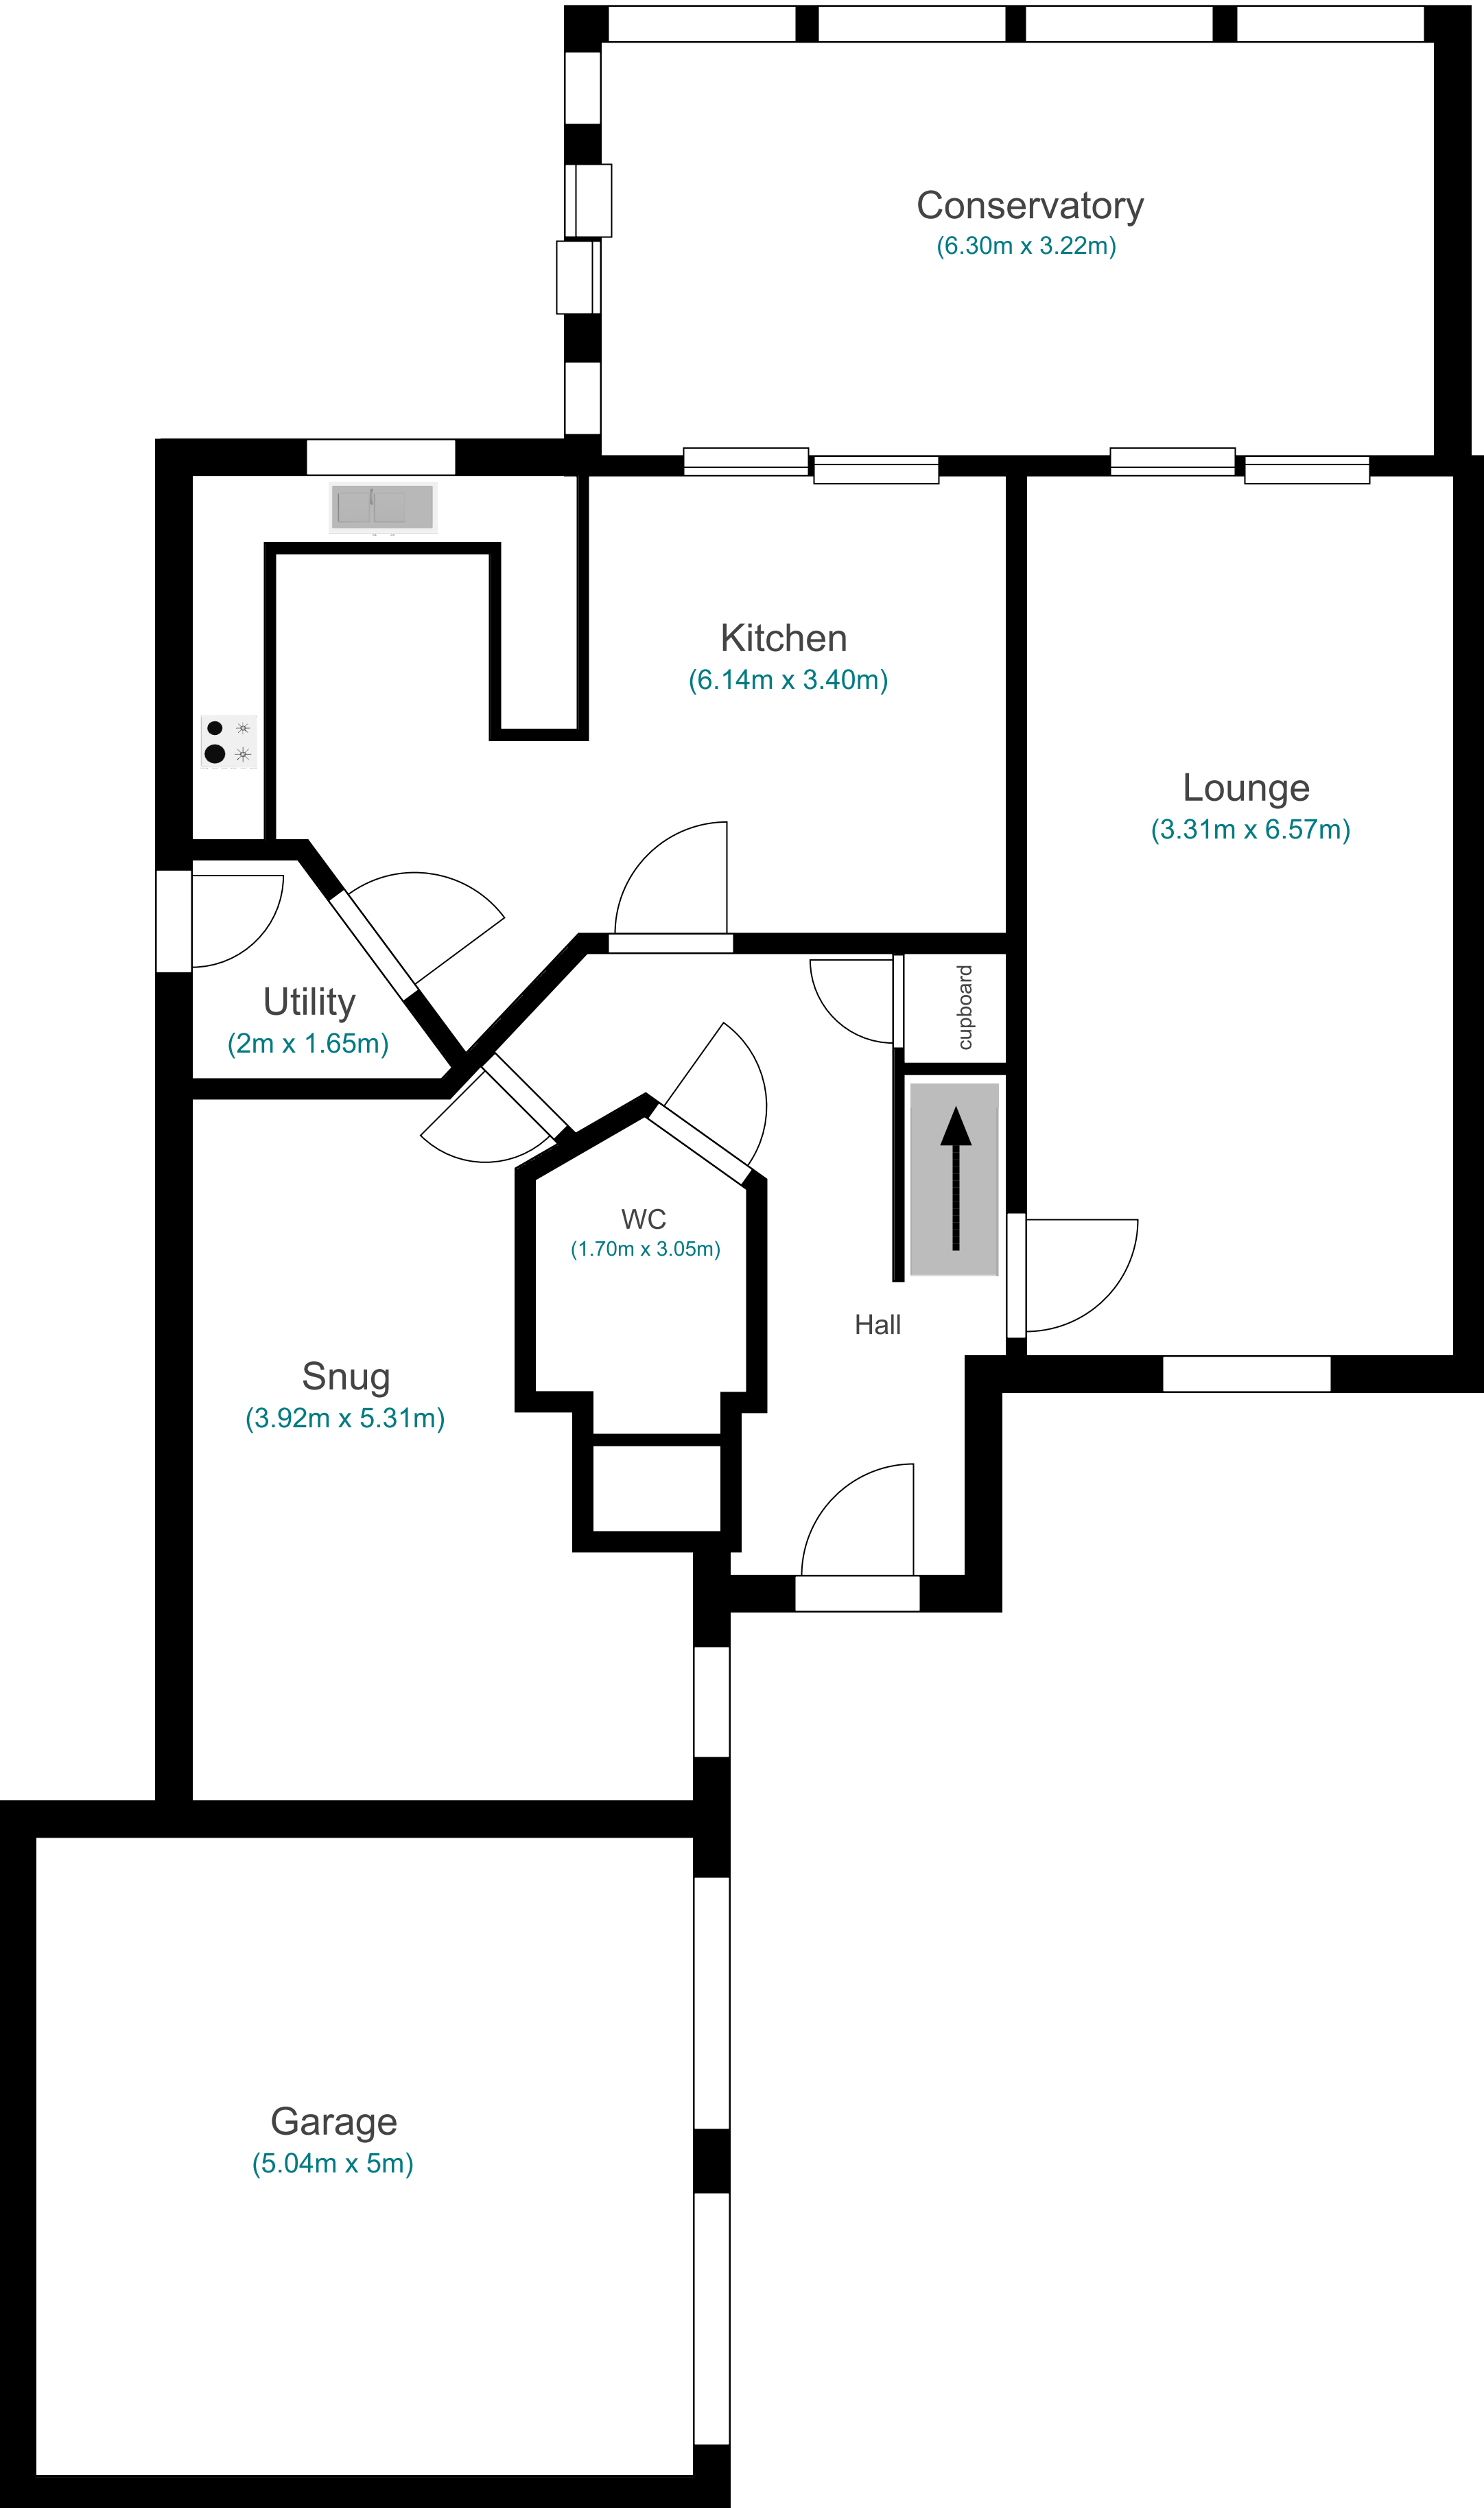 Conservatory
(6.30m x 3.22m)
Kitchen
(6.14m x 3.40m)
Lounge
(3.31m x 6.57m)
Utility
(2m x 1.65m)
cupboard
WC
(1.70m x 3.05m)
Hall
Snug
(3.92m x 5.31m)
Garage
(5.04m x 5m)